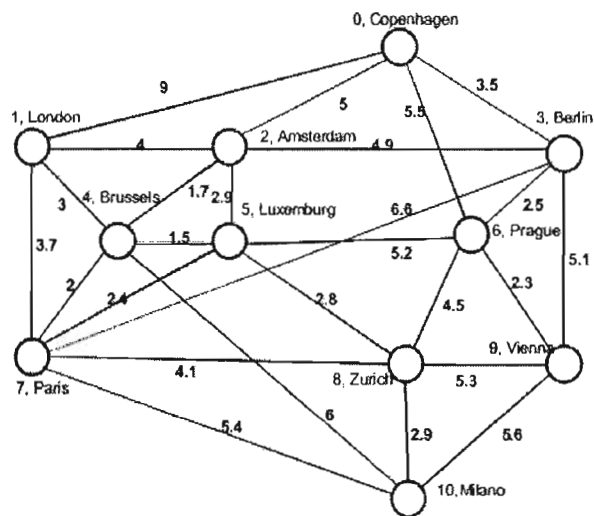 0, Copenhagen
9
5
5.5
3.5
1, London
2, Amsterdam
3, Berlin
4
4.9
4, Brussels
1.7
2.9
5, Luxemburg
6.6
2.5
3
1.5
5.2
6, Prague
5.1
3.7
2
2.4
2.8
4.5
2.3
9, Vienna
7, Paris
4.1
8, Zurich
5.3
5.4
6
2.9
5.6
10, Milano